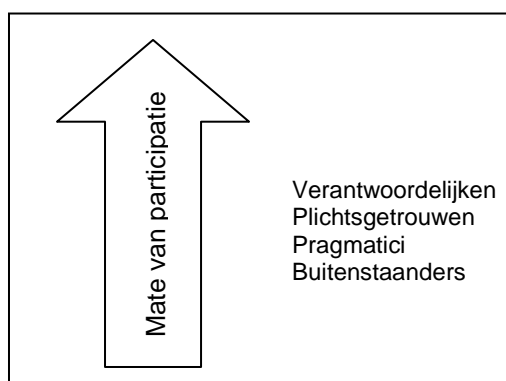 Mate van participatie
Verantwoordelijken
Plichtsgetrouwen
Pragmatici
Buitenstaanders